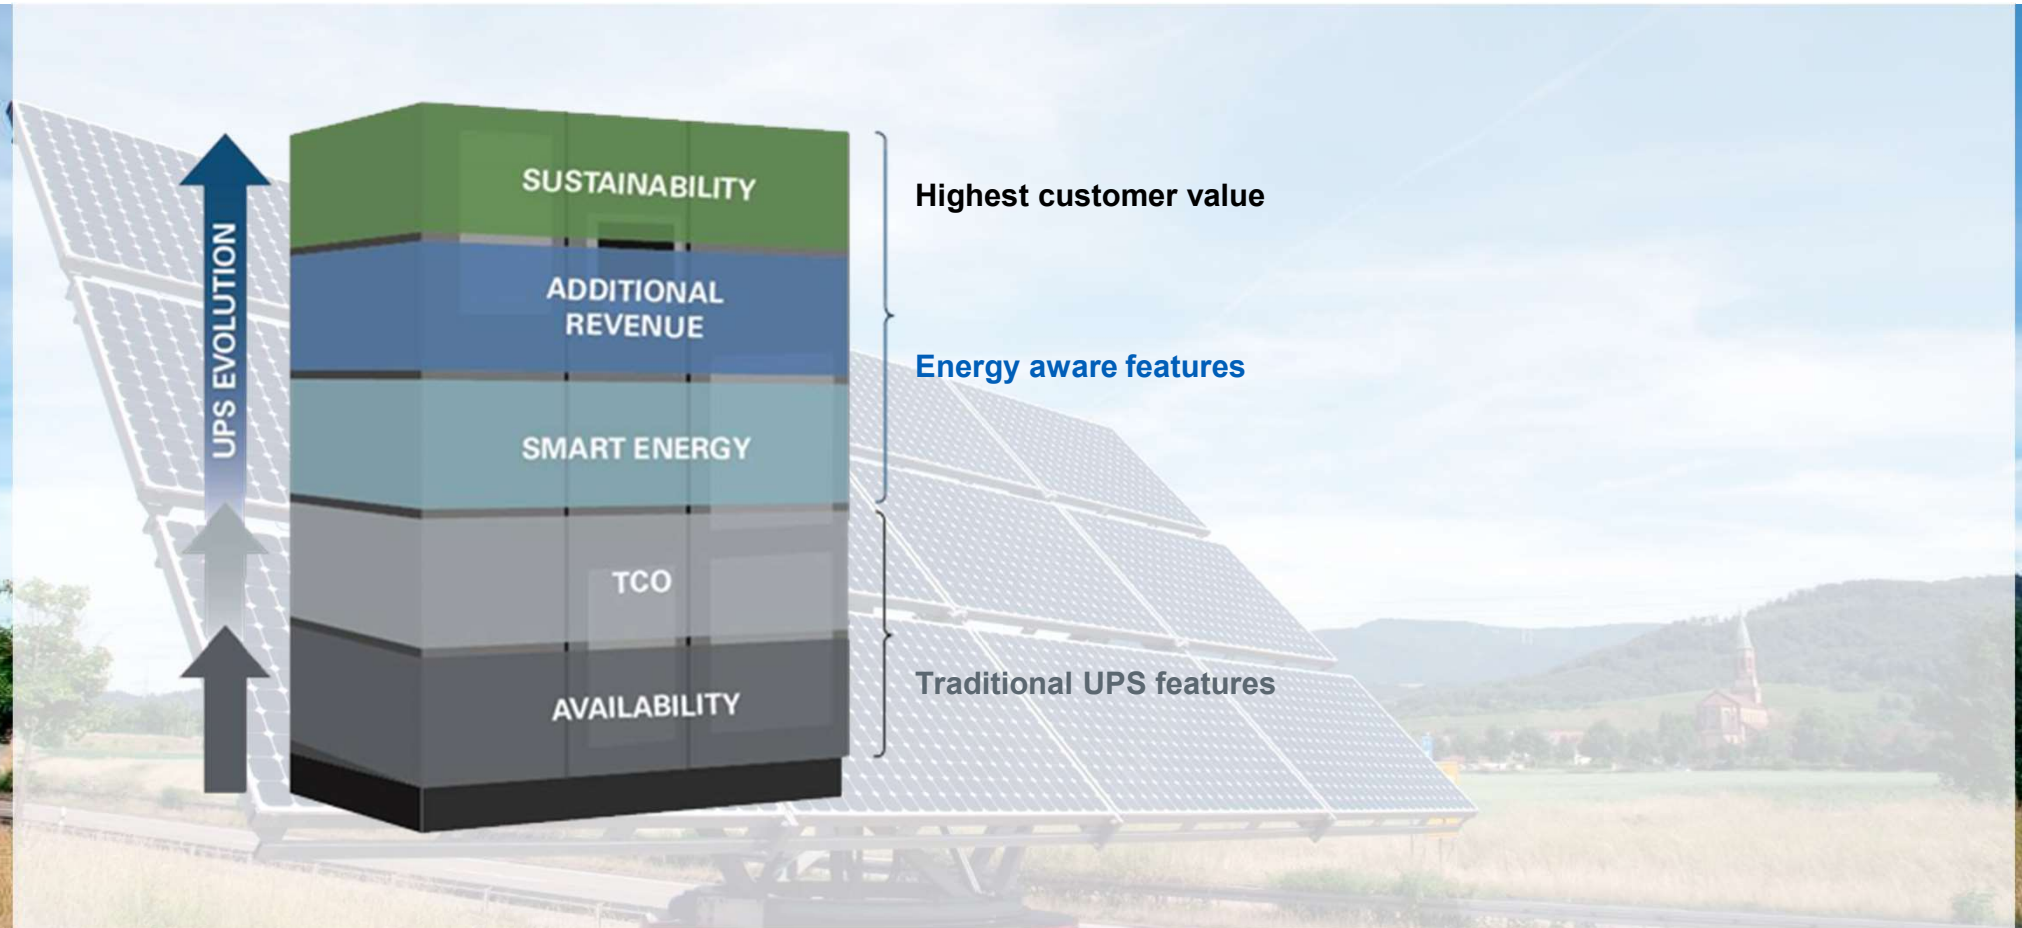 UPS EVOLUTION
SUSTAINABILITY
ADDITIONAL
REVENUE
SMART ENERGY
TCO
AVAILABILITY
Highest customer value
Energy aware features
Traditional UPS features